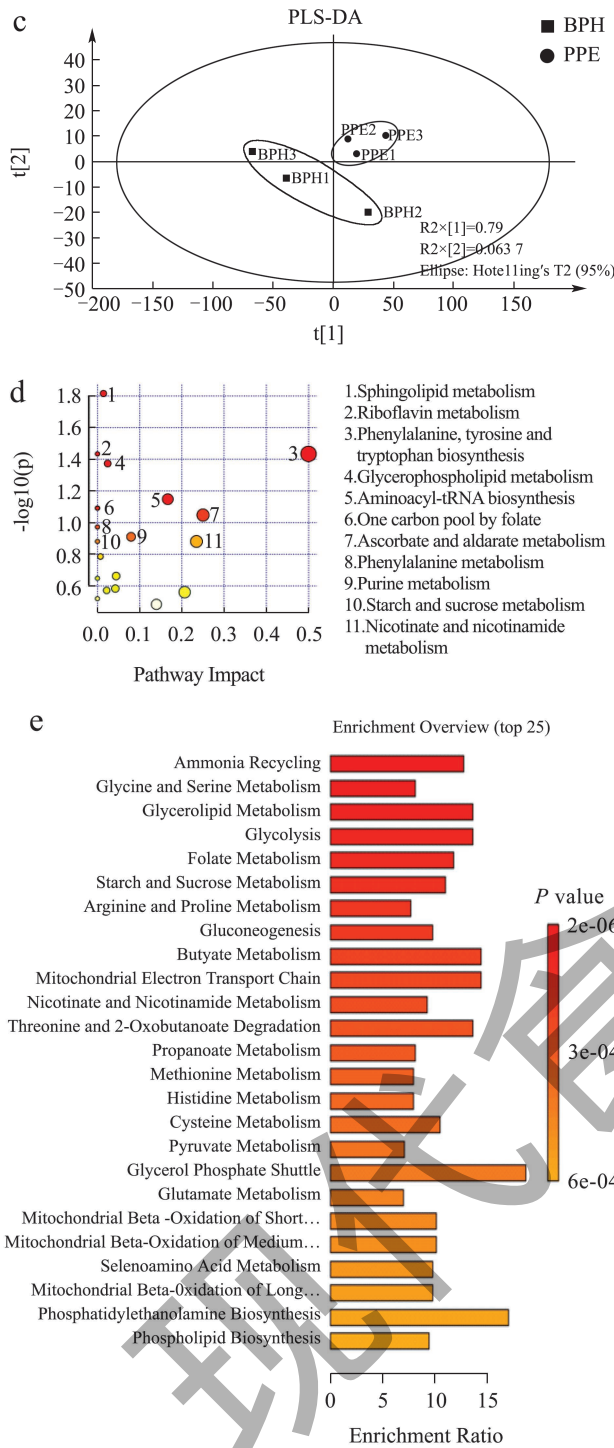 c
PLS-DA
BPH
PPE
40
30
20
10
0
−10
−20
−30
−40
−50
t[2]
BPH3
BPH1
BPH2
PPE2
PPE3
PPE1
R2×[1]=0.79
R2×[2]=0.063 7
Ellipse: Hote11ing's T2 (95%)
−200 −150 −100 −50 0 50 100 150
t[1]
d
1.8
1.6
1.4
1.2
1.0
0.8
0.6
-log10(p)
1
2
4
3
5
6
7
8
9
10
11
0.0 0.1 0.2 0.3 0.4 0.5
Pathway Impact
1.Sphingolipid metabolism
2.Riboflavin metabolism
3.Phenylalanine, tyrosine and
tryptophan biosynthesis
4.Glycerophospholipid metabolism
5.Aminoacyl-tRNA biosynthesis
6.One carbon pool by folate
7.Ascorbate and aldarate metabolism
8.Phenylalanine metabolism
9.Purine metabolism
10.Starch and sucrose metabolism
11.Nicotinate and nicotinamide
metabolism
e
Enrichment Overview (top 25)
Ammonia Recycling
Glycine and Serine Metabolism
Glycerolipid Metabolism
Glycolysis
Folate Metabolism
Starch and Sucrose Metabolism
Arginine and Proline Metabolism
Gluconeogenesis
Butyate Metabolism
Mitochondrial Electron Transport Chain
Nicotinate and Nicotinamide Metabolism
Threonine and 2-Oxobutanoate Degradation
Propanoate Metabolism
Methionine Metabolism
Histidine Metabolism
Cysteine Metabolism
Pyruvate Metabolism
Glycerol Phosphate Shuttle
Glutamate Metabolism
Mitochondrial Beta -Oxidation of Short…
Mitochondrial Beta-Oxidation of Medium…
Selenoamino Acid Metabolism
Mitochondrial Beta-0xidation of Long…
Phosphatidylethanolamine Biosynthesis
Phospholipid Biosynthesis
P value
2e-06
3e-04
6e-04
0 5 10 15
Enrichment Ratio
现代食